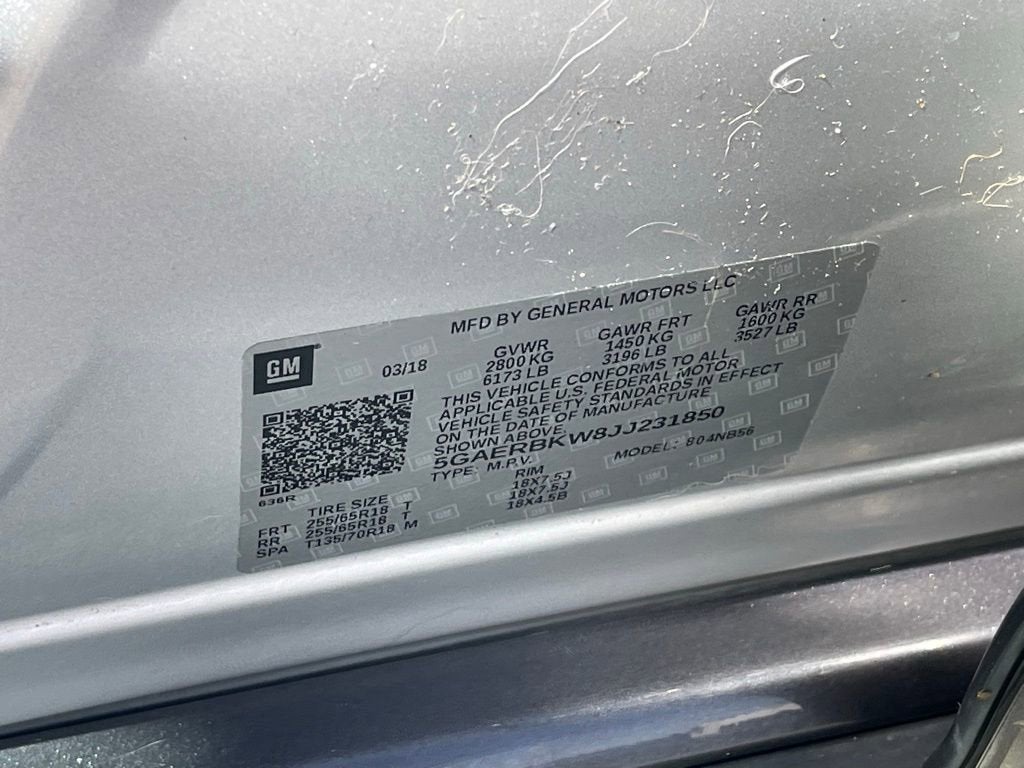 MFD BY GENERAL MOTORS LLC
GM
03/18
GVWR GAWR FRT GAWR RR
2800 KG 1450 KG 1600 KG
6173 LB 3196 LB 3527 LB
THIS VEHICLE CONFORMS TO ALL
APPLICABLE U.S. FEDERAL MOTOR
VEHICLE SAFETY STANDARDS IN EFFECT
ON THE DATE OF MANUFACTURE
SHOWN ABOVE.
5GAERBKW8JJ231850
TYPE: M.P.V. MODEL: 804NB56
636R
TIRE SIZE RIM
FRT 255/65R18 T 18X7.5J
RR 255/65R18 T 18X7.5J
SPA T135/70R18 M 18X4.5B